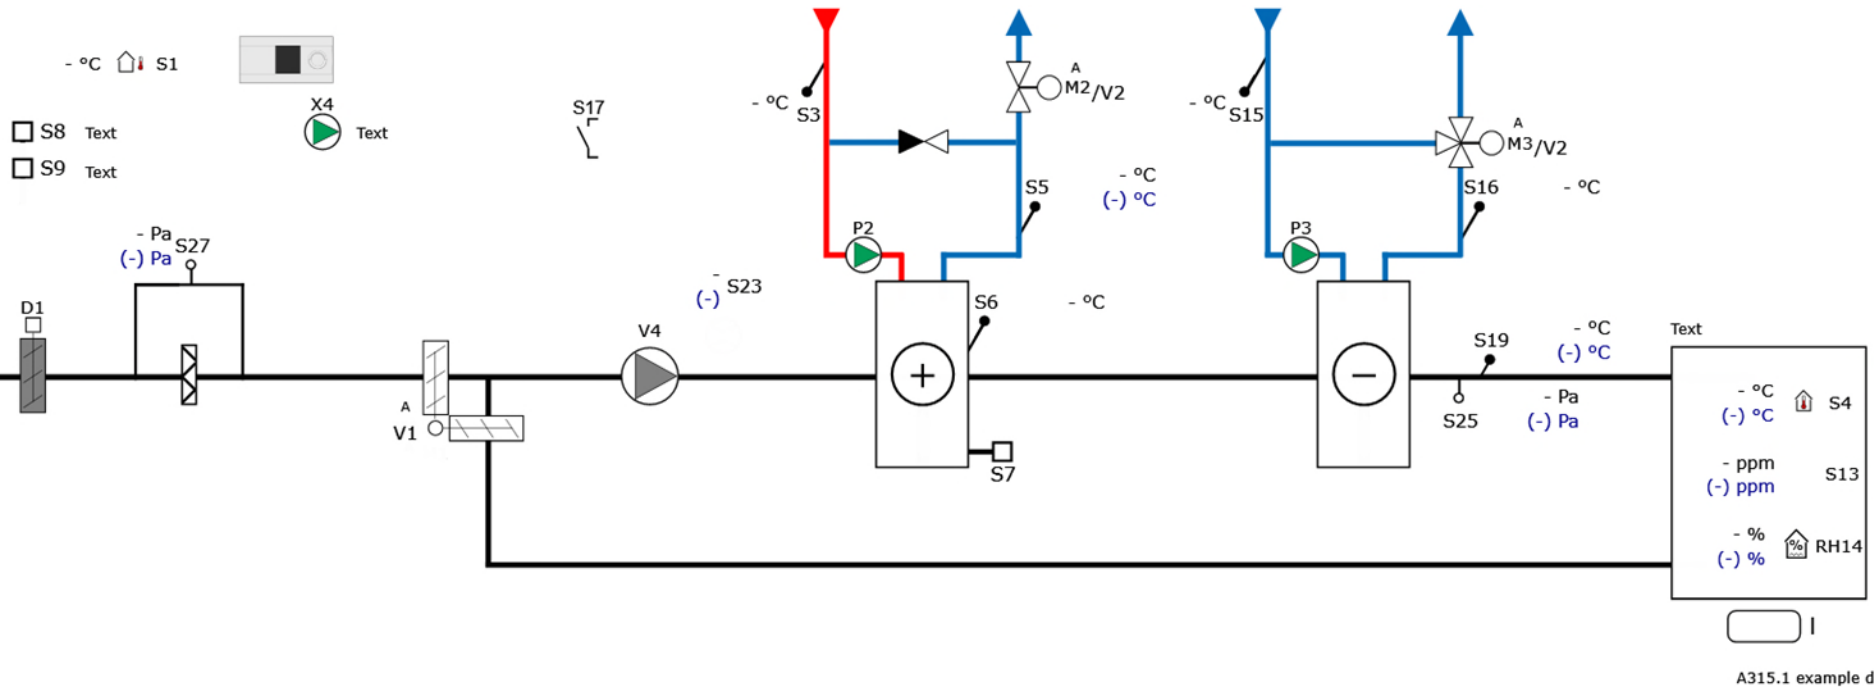 - °C S1
X4
Text
S8 Text
S9 Text
S17
- °C
S3
A
M2/V2
- °C
S15
A
M3/V2
S5
- °C
(-) °C
S16
- °C
- Pa
(-) Pa
S27
P2
P3
D1
V4
-
(-)
S23
S6
- °C
+
−
S19
- °C
(-) °C
S25
- Pa
(-) Pa
A
V1
S7
Text
- °C
(-) °C
S4
- ppm
(-) ppm
S13
- %
(-) %
%
RH14
I
A315.1 example d